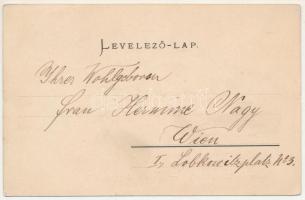 LEVELEZŐ-LAP.
Ihrer Wohlgeboren
Frau Hermine Nagy
Wien
I, Lobkowitzplatz No 3.